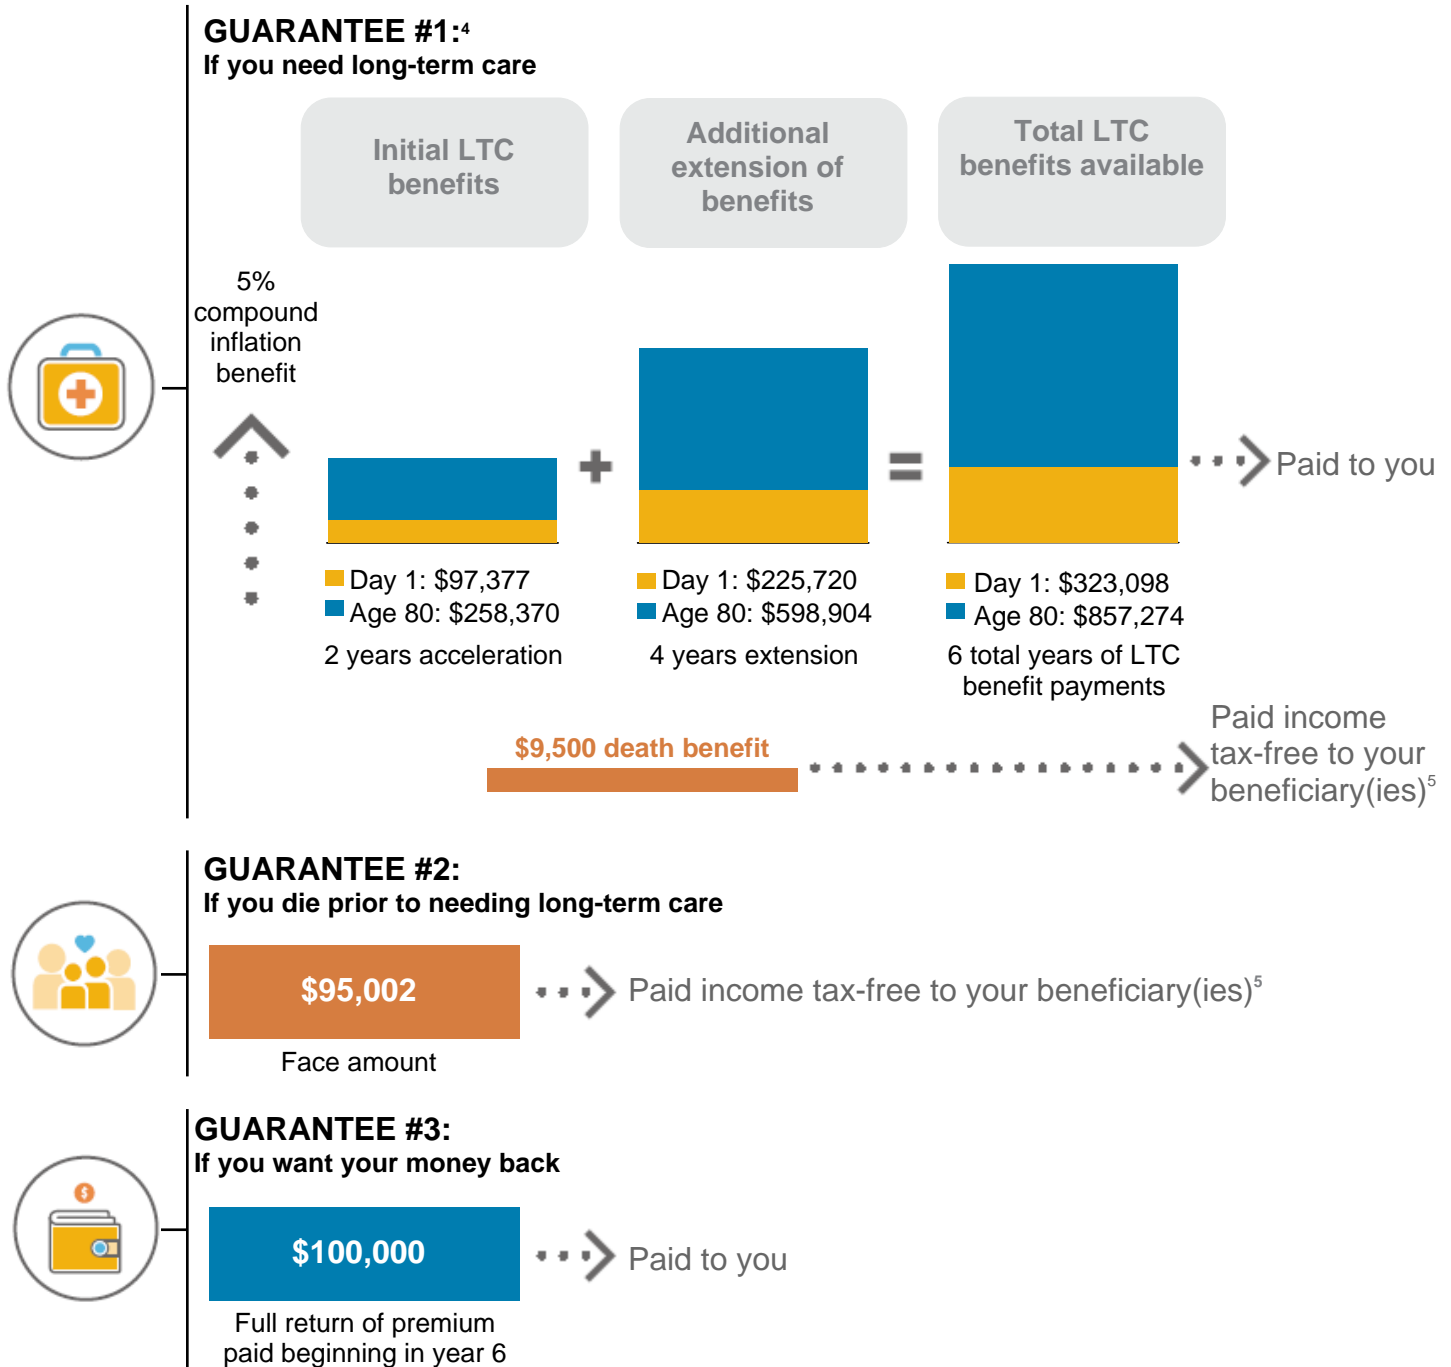 GUARANTEE #1:⁴
If you need long-term care
Initial LTC
benefits
Additional
extension of
benefits
Total LTC
benefits available
5%
compound
inflation
benefit
+
=
Paid to you
Day 1: $97,377
Age 80: $258,370
2 years acceleration
Day 1: $225,720
Age 80: $598,904
4 years extension
Day 1: $323,098
Age 80: $857,274
6 total years of LTC
benefit payments
$9,500 death benefit
Paid income
tax-free to your
beneficiary(ies)⁵
GUARANTEE #2:
If you die prior to needing long-term care
$95,002
Face amount
Paid income tax-free to your beneficiary(ies)⁵
GUARANTEE #3:
If you want your money back
$
$100,000
Paid to you
Full return of premium
paid beginning in year 6